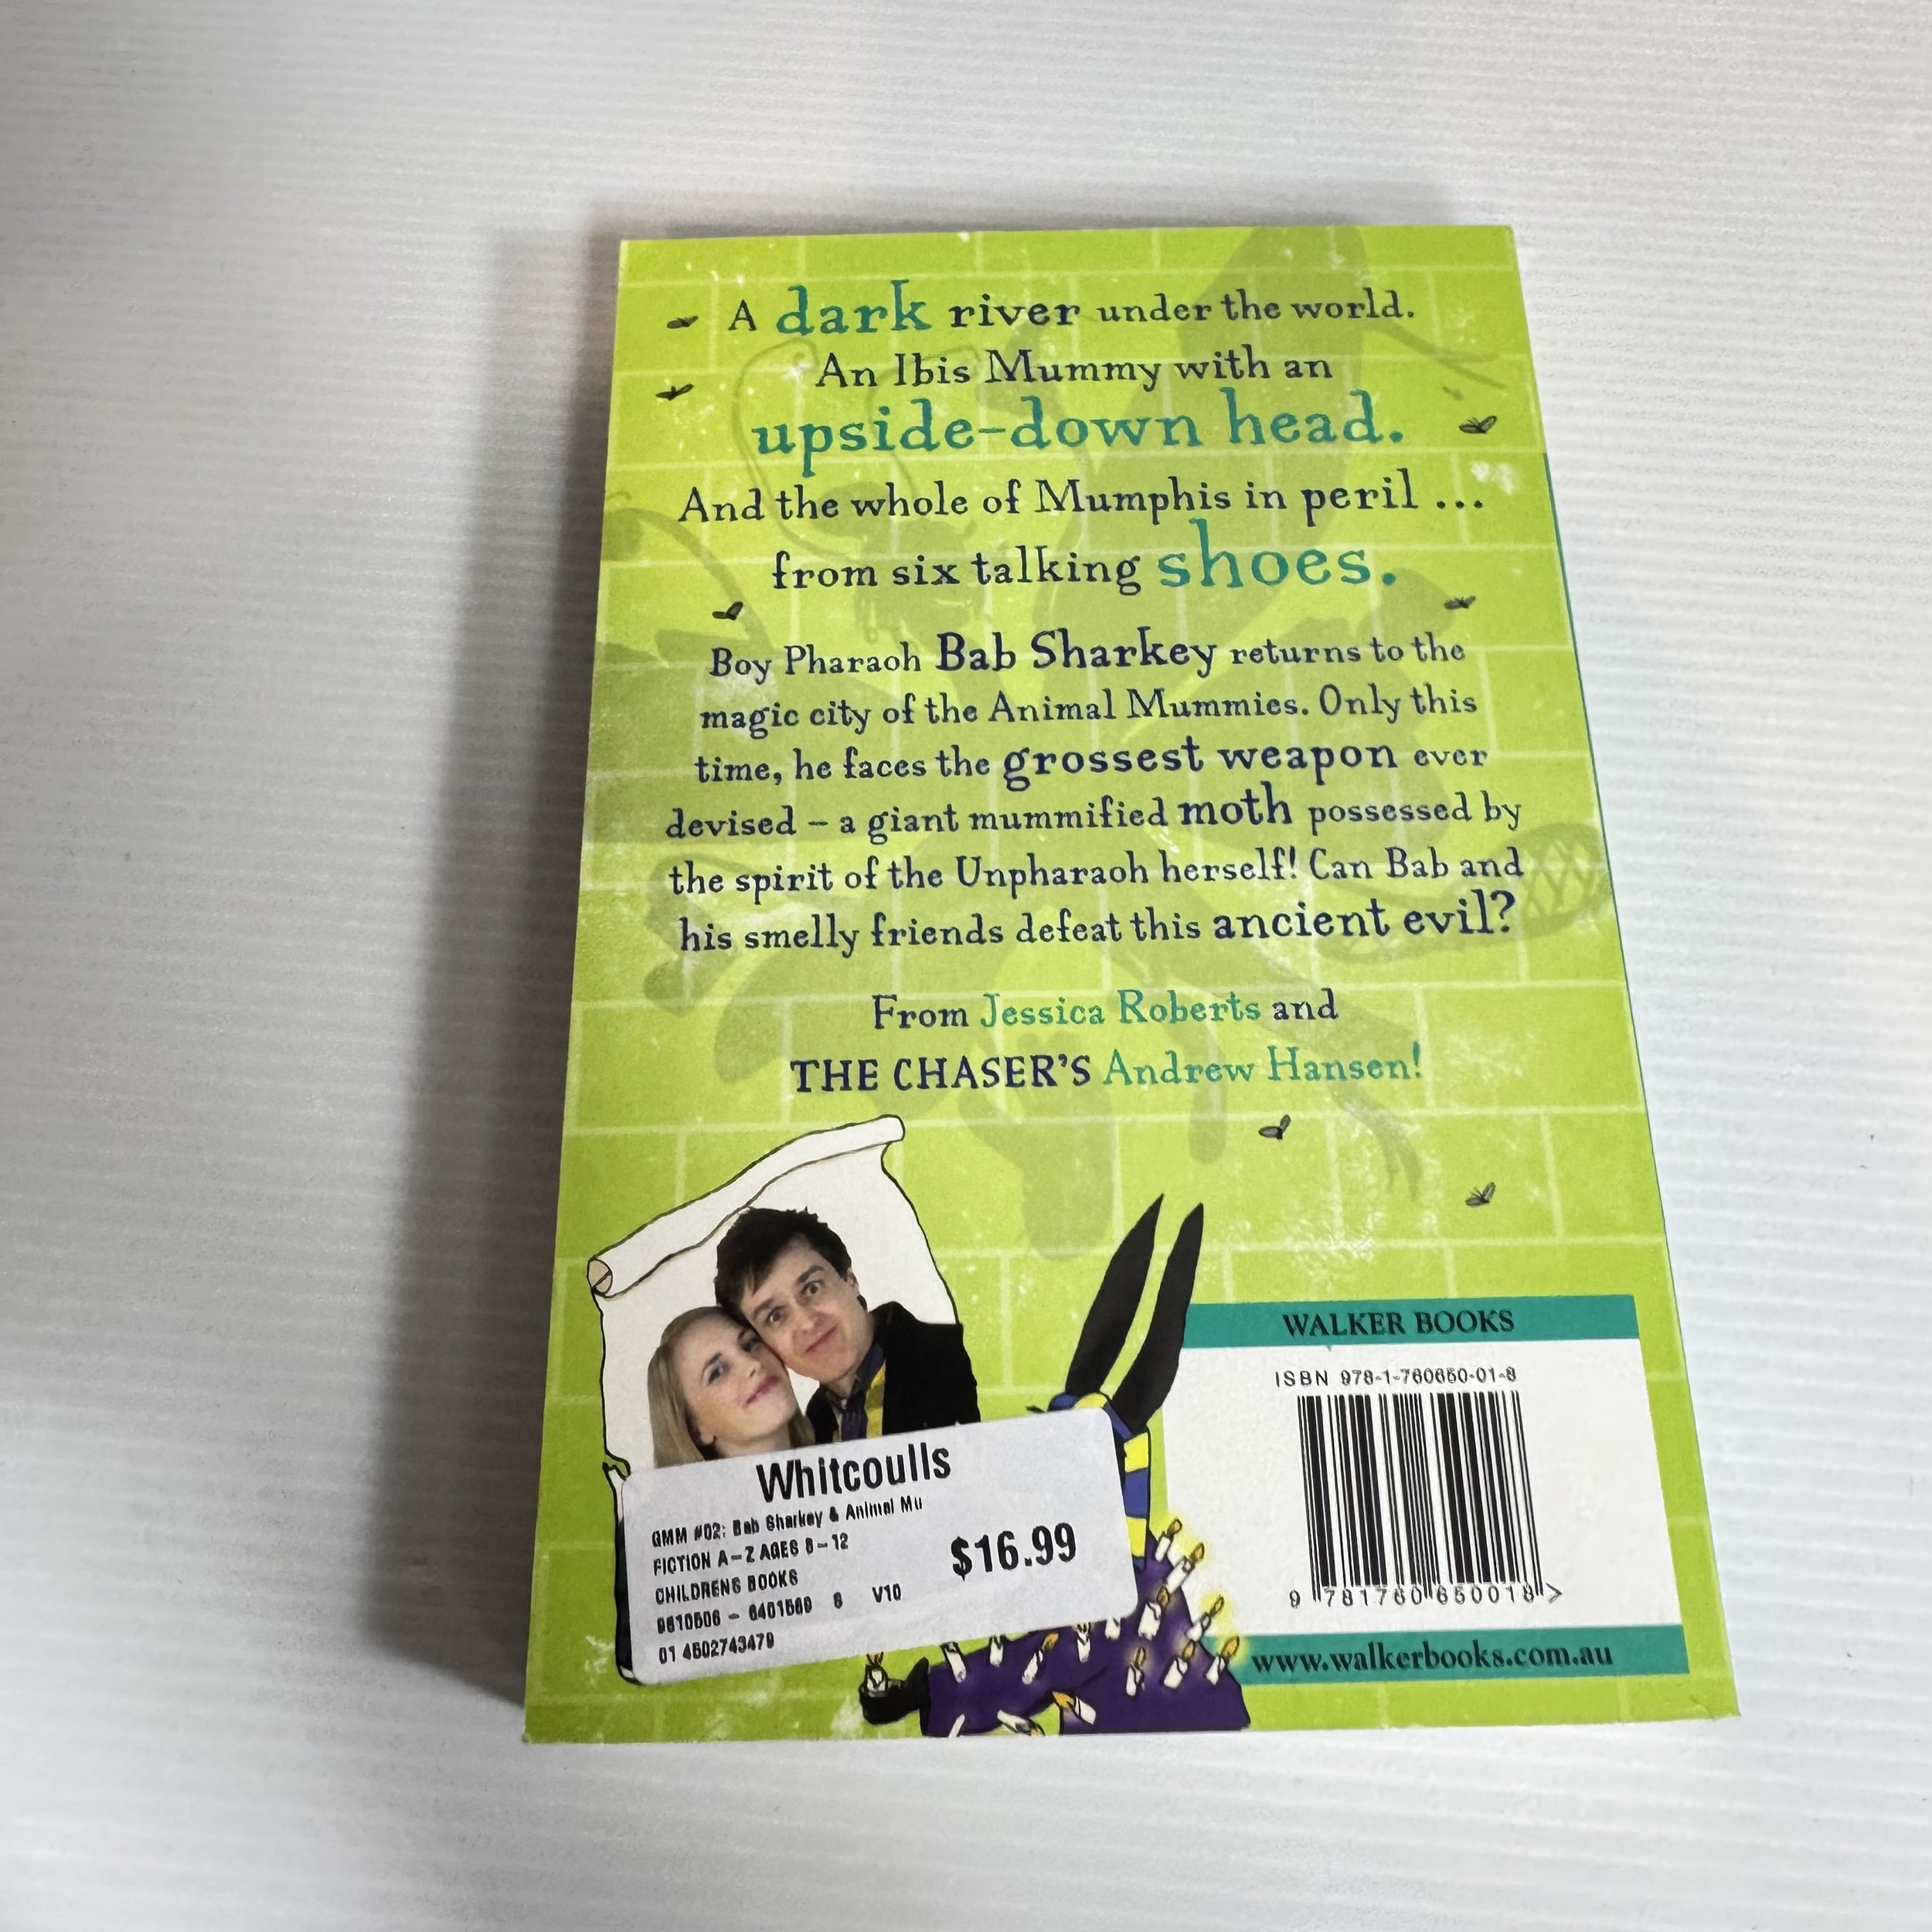 A dark river under the world.
An Ibis Mummy with an
upside-down head.
And the whole of Mumphis in peril ...
from six talking shoes.
Boy Pharaoh Bab Sharkey returns to the
magic city of the Animal Mummies. Only this
time, he faces the grossest weapon ever
devised – a giant mummified moth possessed by
the spirit of the Unpharaoh herself! Can Bab and
his smelly friends defeat this ancient evil?
From Jessica Roberts and
THE CHASER'S Andrew Hansen!
WALKER BOOKS
ISBN 978-1-760650-01-8
9 781760 650018 >
www.walkerbooks.com.au
Whitcoulls
GMM #02: Bab Sharkey & Animal Mu
FICTION A-Z AGES 8-12
CHILDRENS BOOKS
$16.99
V10